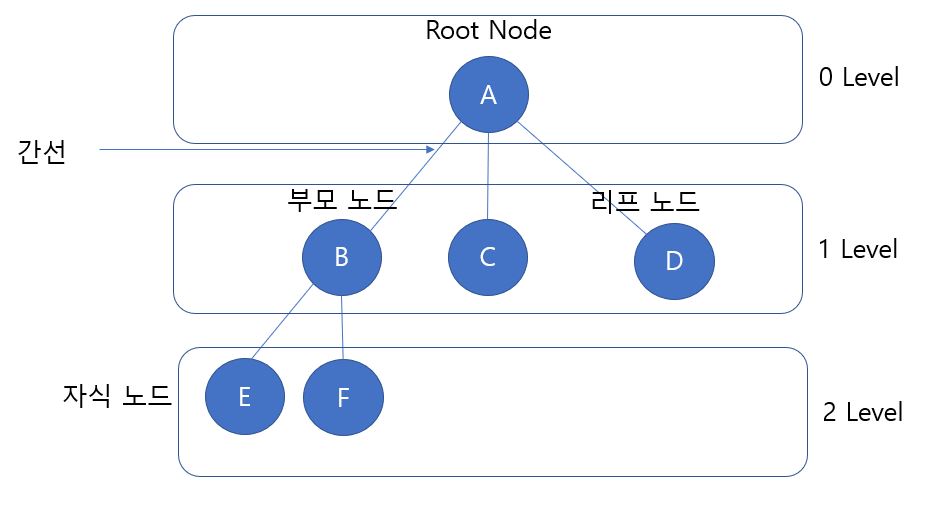 Root Node
A
0 Level
간선
부모 노드
리프 노드
B
C
D
1 Level
자식 노드
E
F
2 Level